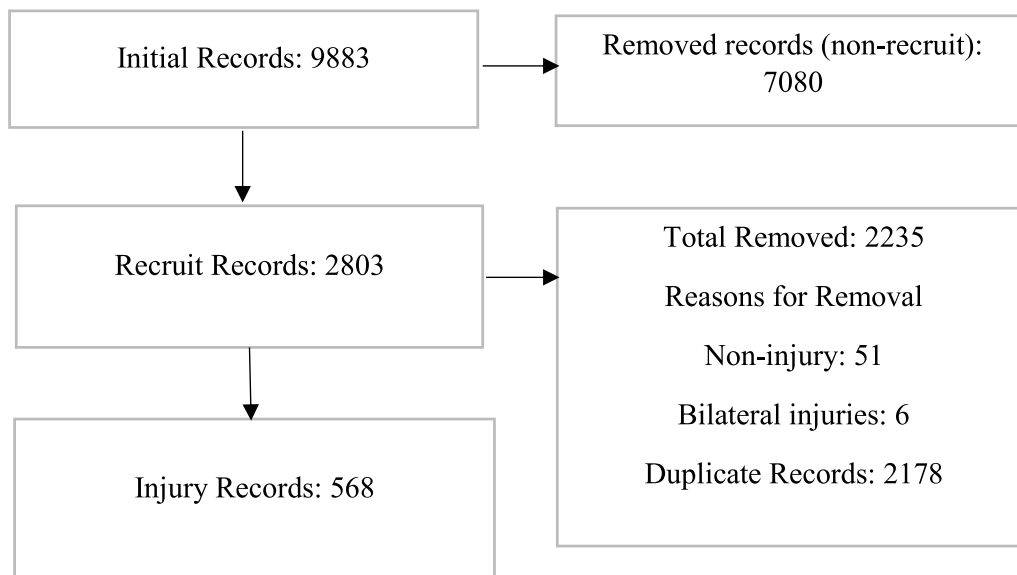 Initial Records: 9883
Removed records (non-recruit):
7080
Recruit Records: 2803
Total Removed: 2235
Reasons for Removal
Non-injury: 51
Bilateral injuries: 6
Duplicate Records: 2178
Injury Records: 568